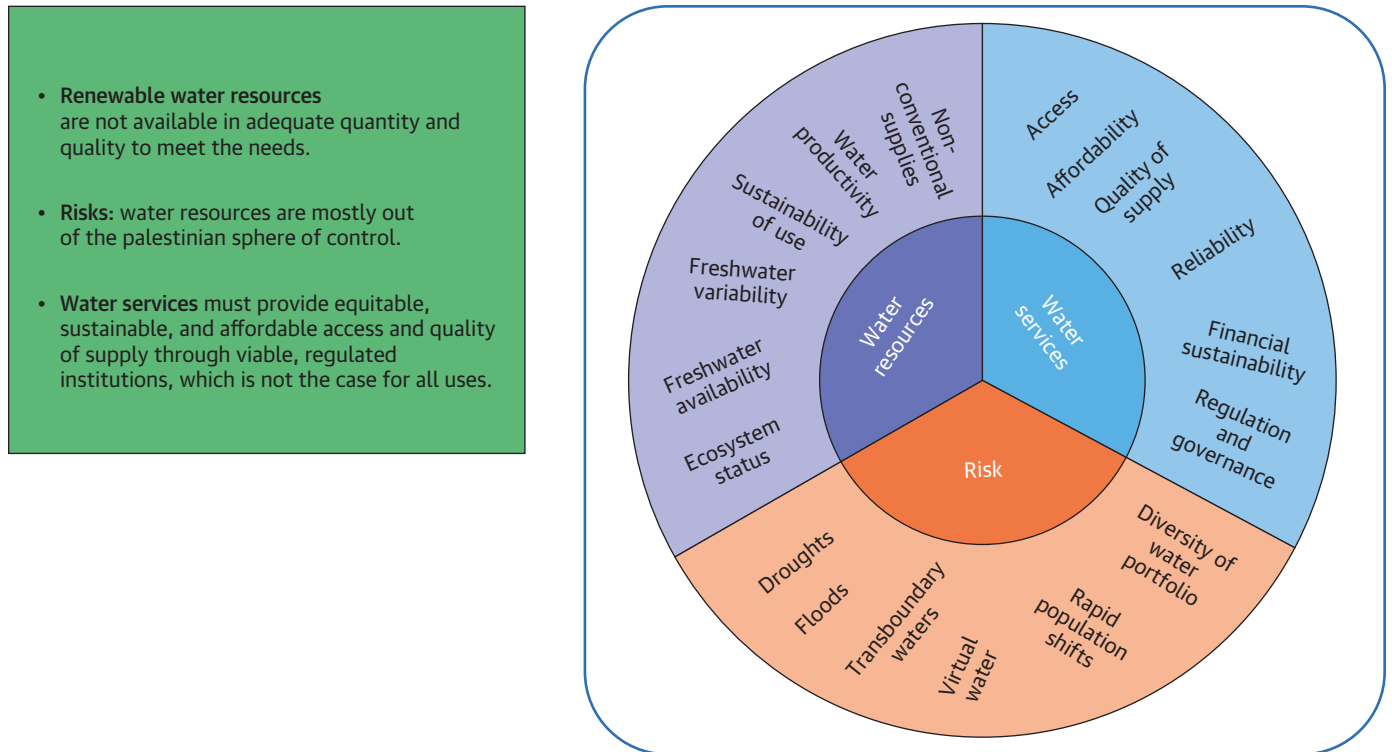 • Renewable water resources
are not available in adequate quantity and
quality to meet the needs.
• Risks: water resources are mostly out
of the palestinian sphere of control.
• Water services must provide equitable,
sustainable, and affordable access and quality
of supply through viable, regulated
institutions, which is not the case for all uses.
Non-
conventional
supplies
Water
productivity
Sustainability
of use
Freshwater
variability
Freshwater
availability
Ecosystem
status
Water
resources
Access
Affordability
Quality of
supply
Reliability
Financial
sustainability
Regulation
and
governance
Water
services
Risk
Droughts
Floods
Transboundary
waters
Virtual
water
Rapid
population
shifts
Diversity of
water
portfolio